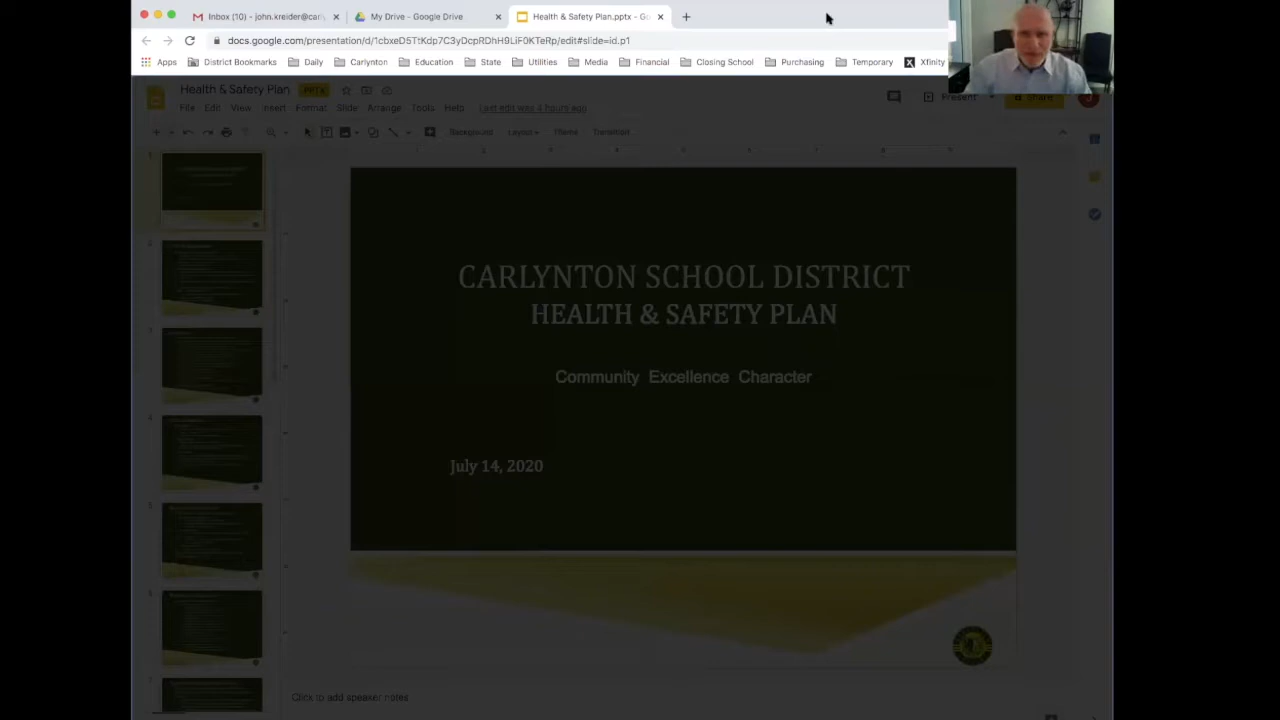 Inbox (10) - john.kreider@carly
My Drive - Google Drive
Health & Safety Plan.pptx - Go
docs.google.com/presentation/d/1cbxeD5TtKdp7C3yDcpRDhH9LiF0KTeRp/edit#slide=id.p1
Apps District Bookmarks Daily Carlynton Education State Utilities Media Financial Closing School Purchasing Temporary Xfinity
Health & Safety Plan PPTX
File Edit View Insert Format Slide Arrange Tools Help Last edit was 4 hours ago
Present Share
Background Layout Theme Transition
CARLYNTON SCHOOL DISTRICT
HEALTH & SAFETY PLAN
Community Excellence Character
July 14, 2020
Click to add speaker notes